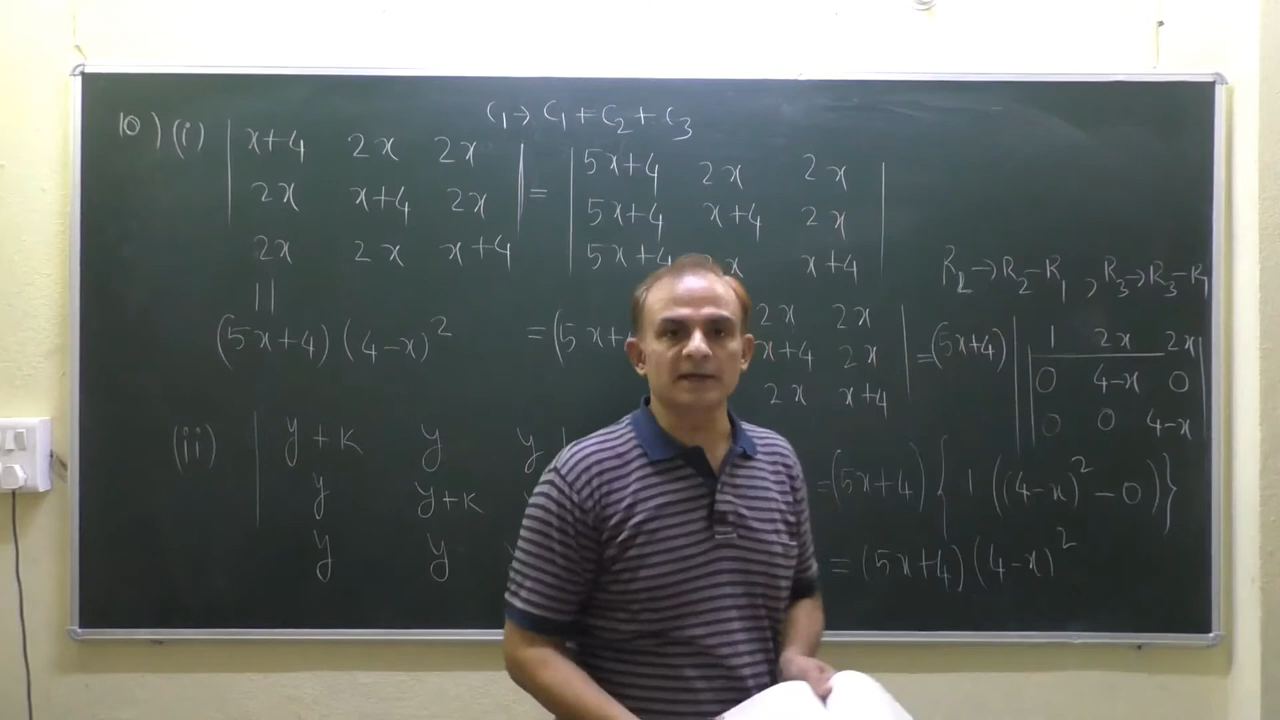 10) (i) | x+4 2x 2x | = | 5x+4 2x 2x |
2x x+4 2x 5x+4 x+4 2x
2x 2x x+4 5x+4 x x+4
C₁→ C₁ + C₂ + C₃
||
(5x+4) (4-x)²
= (5x+
2x 2x
x+4 2x
2x x+4
R₂→R₂-R₁ , R₃→R₃-R₁
= (5x+4) | 1 2x 2x |
0 4-x 0
0 0 4-x
= (5x+4) { 1 ((4-x)² - 0) }
= (5x+4) (4-x)²
(ii) | y+k y y
y y+k
y y